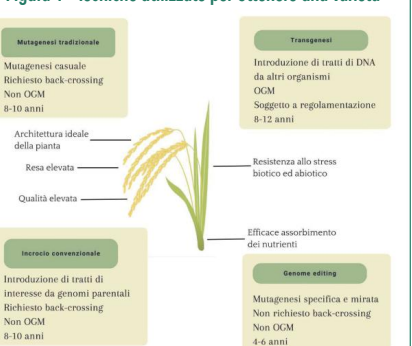 Figura 1 - Tecniche utilizzate per ottenere una varietà
Mutagenesi tradizionale
Mutagenesi casuale
Richiesto back-crossing
Non OGM
8-10 anni
Transgenesi
Introduzione di tratti di DNA
da altri organismi
OGM
Soggetto a regolamentazione
8-12 anni
Architettura ideale
della pianta
Resa elevata
Qualità elevata
Resistenza allo stress
biotico ed abiotico
Efficace assorbimento
dei nutrienti
Incrocio convenzionale
Introduzione di tratti di
interesse da genomi parentali
Richiesto back-crossing
Non OGM
8-10 anni
Genome editing
Mutagenesi specifica e mirata
Non richiesto back-crossing
Non OGM
4-6 anni